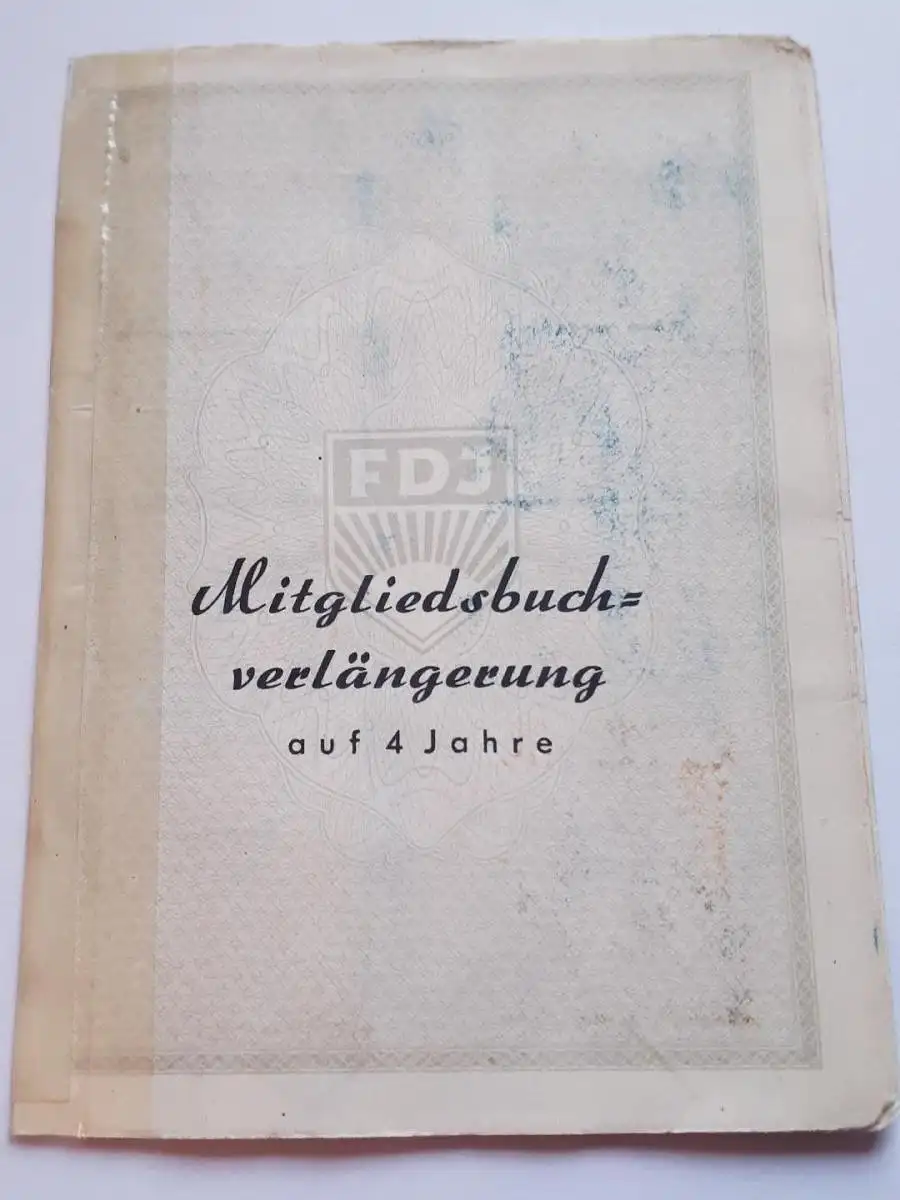 FDJ
Mitgliedsbuch=
verlängerung
auf 4 Jahre